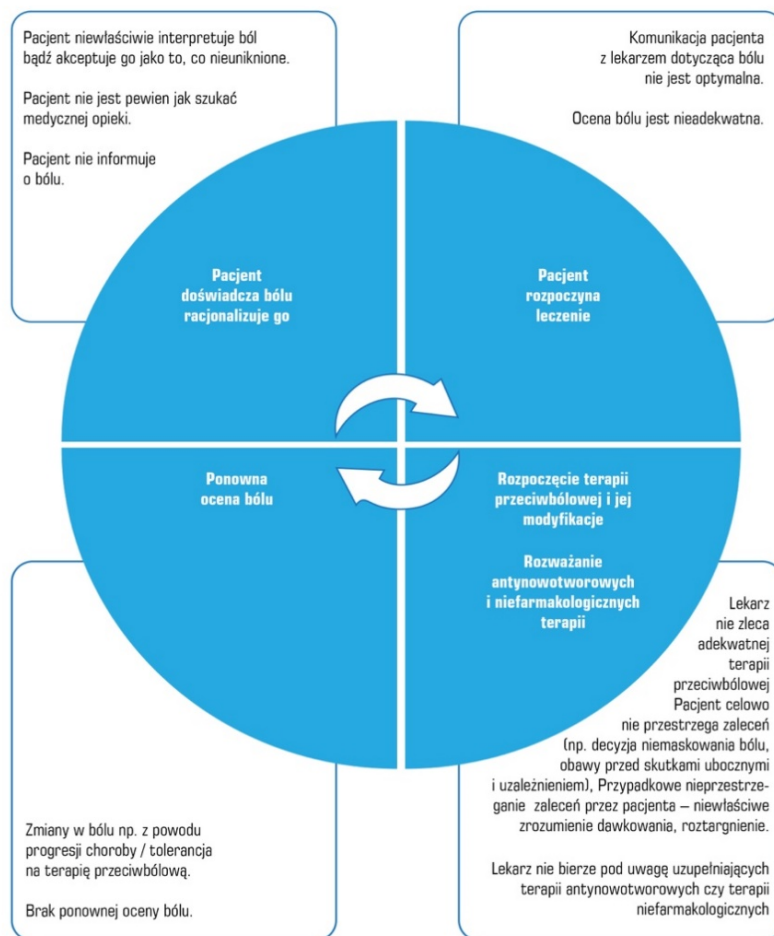 Pacjent niewłaściwie interpretuje ból
bądź akceptuje go jako to, co nieuniknione.
Pacjent nie jest pewien jak szukać
medycznej opieki.
Pacjent nie informuje
o bólu.
Komunikacja pacjenta
z lekarzem dotycząca bólu
nie jest optymalna.
Ocena bólu jest nieadekwatna.
Pacjent
doświadcza bólu
racjonalizuje go
Pacjent
rozpoczyna
leczenie
Ponowna
ocena bólu
Rozpoczęcie terapii
przeciwbólowej i jej
modyfikacje
Rozważanie
antynowotworowych
i niefarmakologicznych
terapii
Zmiany w bólu np. z powodu
progresji choroby / tolerancja
na terapię przeciwbólową.
Brak ponownej oceny bólu.
Lekarz
nie zleca
adekwatnej
terapii
przeciwbólowej
Pacjent celowo
nie przestrzega zaleceń
(np. decyzja niemaskowania bólu,
obawy przed skutkami ubocznymi
i uzależnieniem), Przypadkowe nieprzestrze-
ganie zaleceń przez pacjenta – niewłaściwe
zrozumienie dawkowania, roztargnienie.
Lekarz nie bierze pod uwagę uzupełniających
terapii antynowotworowych czy terapii
niefarmakologicznych